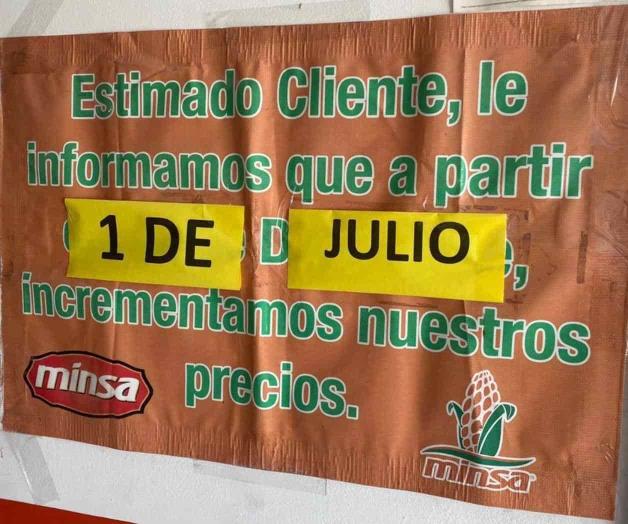 Estimado Cliente, le
informamos que a partir
1 DE D JULIO ,
incrementamos nuestros
precios.
minsa
minsa